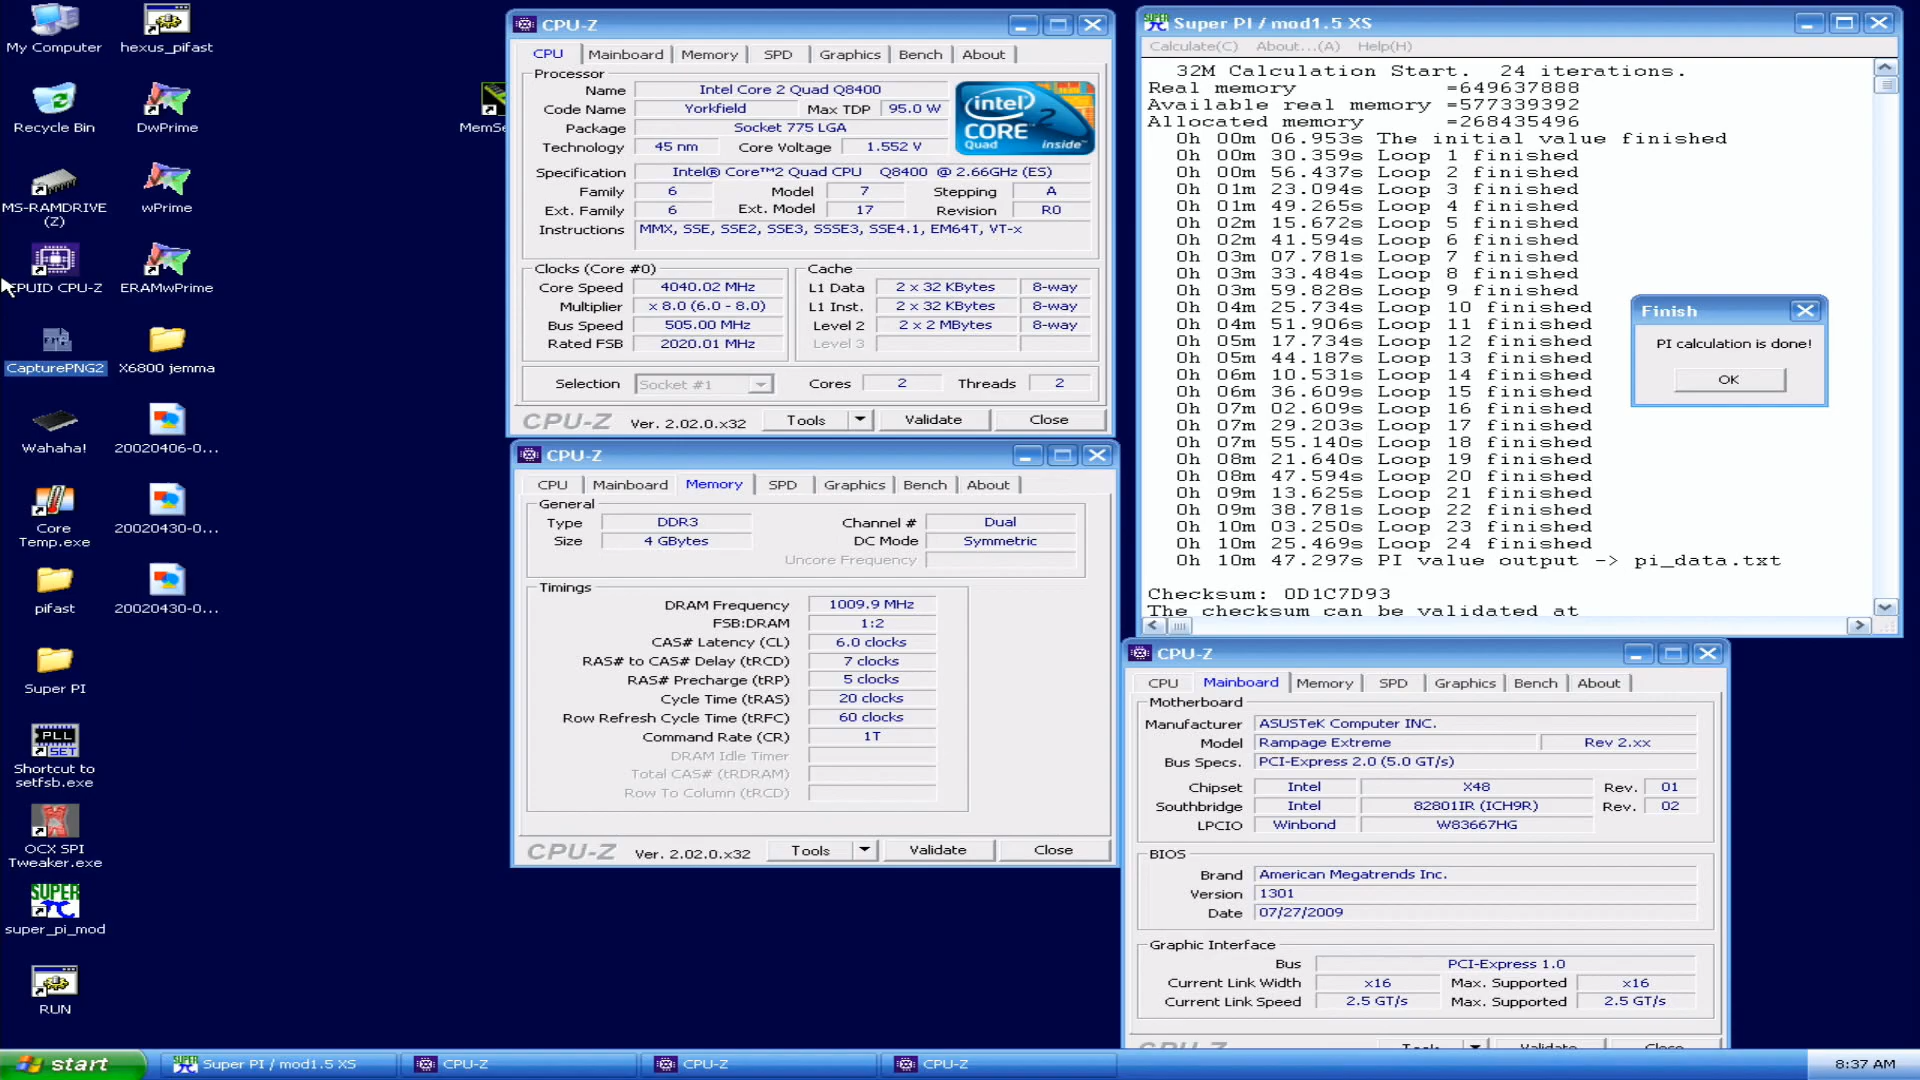 My Computer
hexus_pifast
Recycle Bin
DwPrime
MemSe
MS-RAMDRIVE
(Z)
wPrime
CPUID CPU-Z
ERAMwPrime
CapturePNG2
X6800 jemma
Wahaha!
20020406-0...
Core
Temp.exe
20020430-0...
pifast
20020430-0...
Super PI
PLL
SET
Shortcut to
setfsb.exe
OCX SPI
Tweaker.exe
SUPER
super_pi_mod
RUN
CPU-Z
CPU Mainboard Memory SPD Graphics Bench About
Processor
Name Intel Core 2 Quad Q8400
Code Name Yorkfield Max TDP 95.0 W
Package Socket 775 LGA
Technology 45 nm Core Voltage 1.552 V
intel CORE 2 Quad inside™
Specification Intel® Core™2 Quad CPU Q8400 @ 2.66GHz (ES)
Family 6 Model 7 Stepping A
Ext. Family 6 Ext. Model 17 Revision R0
Instructions MMX, SSE, SSE2, SSE3, SSSE3, SSE4.1, EM64T, VT-x
Clocks (Core #0)
Core Speed 4040.02 MHz
Multiplier x 8.0 (6.0 - 8.0)
Bus Speed 505.00 MHz
Rated FSB 2020.01 MHz
Cache
L1 Data 2 x 32 KBytes 8-way
L1 Inst. 2 x 32 KBytes 8-way
Level 2 2 x 2 MBytes 8-way
Level 3
Selection Socket #1 Cores 2 Threads 2
CPU-Z Ver. 2.02.0.x32 Tools Validate Close
CPU-Z
CPU Mainboard Memory SPD Graphics Bench About
General
Type DDR3 Channel # Dual
Size 4 GBytes DC Mode Symmetric
Uncore Frequency
Timings
DRAM Frequency 1009.9 MHz
FSB:DRAM 1:2
CAS# Latency (CL) 6.0 clocks
RAS# to CAS# Delay (tRCD) 7 clocks
RAS# Precharge (tRP) 5 clocks
Cycle Time (tRAS) 20 clocks
Row Refresh Cycle Time (tRFC) 60 clocks
Command Rate (CR) 1T
DRAM Idle Timer
Total CAS# (tRDRAM)
Row To Column (tRCD)
CPU-Z Ver. 2.02.0.x32 Tools Validate Close
Super PI / mod1.5 XS
Calculate(C) About...(A) Help(H)
32M Calculation Start. 24 iterations.
Real memory =649637888
Available real memory =577339392
Allocated memory =268435496
0h 00m 06.953s The initial value finished
0h 00m 30.359s Loop 1 finished
0h 00m 56.437s Loop 2 finished
0h 01m 23.094s Loop 3 finished
0h 01m 49.265s Loop 4 finished
0h 02m 15.672s Loop 5 finished
0h 02m 41.594s Loop 6 finished
0h 03m 07.781s Loop 7 finished
0h 03m 33.484s Loop 8 finished
0h 03m 59.828s Loop 9 finished
0h 04m 25.734s Loop 10 finished
0h 04m 51.906s Loop 11 finished
0h 05m 17.734s Loop 12 finished
0h 05m 44.187s Loop 13 finished
0h 06m 10.531s Loop 14 finished
0h 06m 36.609s Loop 15 finished
0h 07m 02.609s Loop 16 finished
0h 07m 29.203s Loop 17 finished
0h 07m 55.140s Loop 18 finished
0h 08m 21.640s Loop 19 finished
0h 08m 47.594s Loop 20 finished
0h 09m 13.625s Loop 21 finished
0h 09m 38.781s Loop 22 finished
0h 10m 03.250s Loop 23 finished
0h 10m 25.469s Loop 24 finished
0h 10m 47.297s PI value output -> pi_data.txt
Checksum: 0D1C7D93
The checksum can be validated at
Finish
PI calculation is done!
OK
CPU-Z
CPU Mainboard Memory SPD Graphics Bench About
Motherboard
Manufacturer ASUSTeK Computer INC.
Model Rampage Extreme Rev 2.xx
Bus Specs. PCI-Express 2.0 (5.0 GT/s)
Chipset Intel X48 Rev. 01
Southbridge Intel 82801IR (ICH9R) Rev. 02
LPCIO Winbond W83667HG
BIOS
Brand American Megatrends Inc.
Version 1301
Date 07/27/2009
Graphic Interface
Bus PCI-Express 1.0
Current Link Width x16 Max. Supported x16
Current Link Speed 2.5 GT/s Max. Supported 2.5 GT/s
CPU-Z Tools Validate Close
start Super PI / mod1.5 XS CPU-Z CPU-Z CPU-Z 8:37 AM